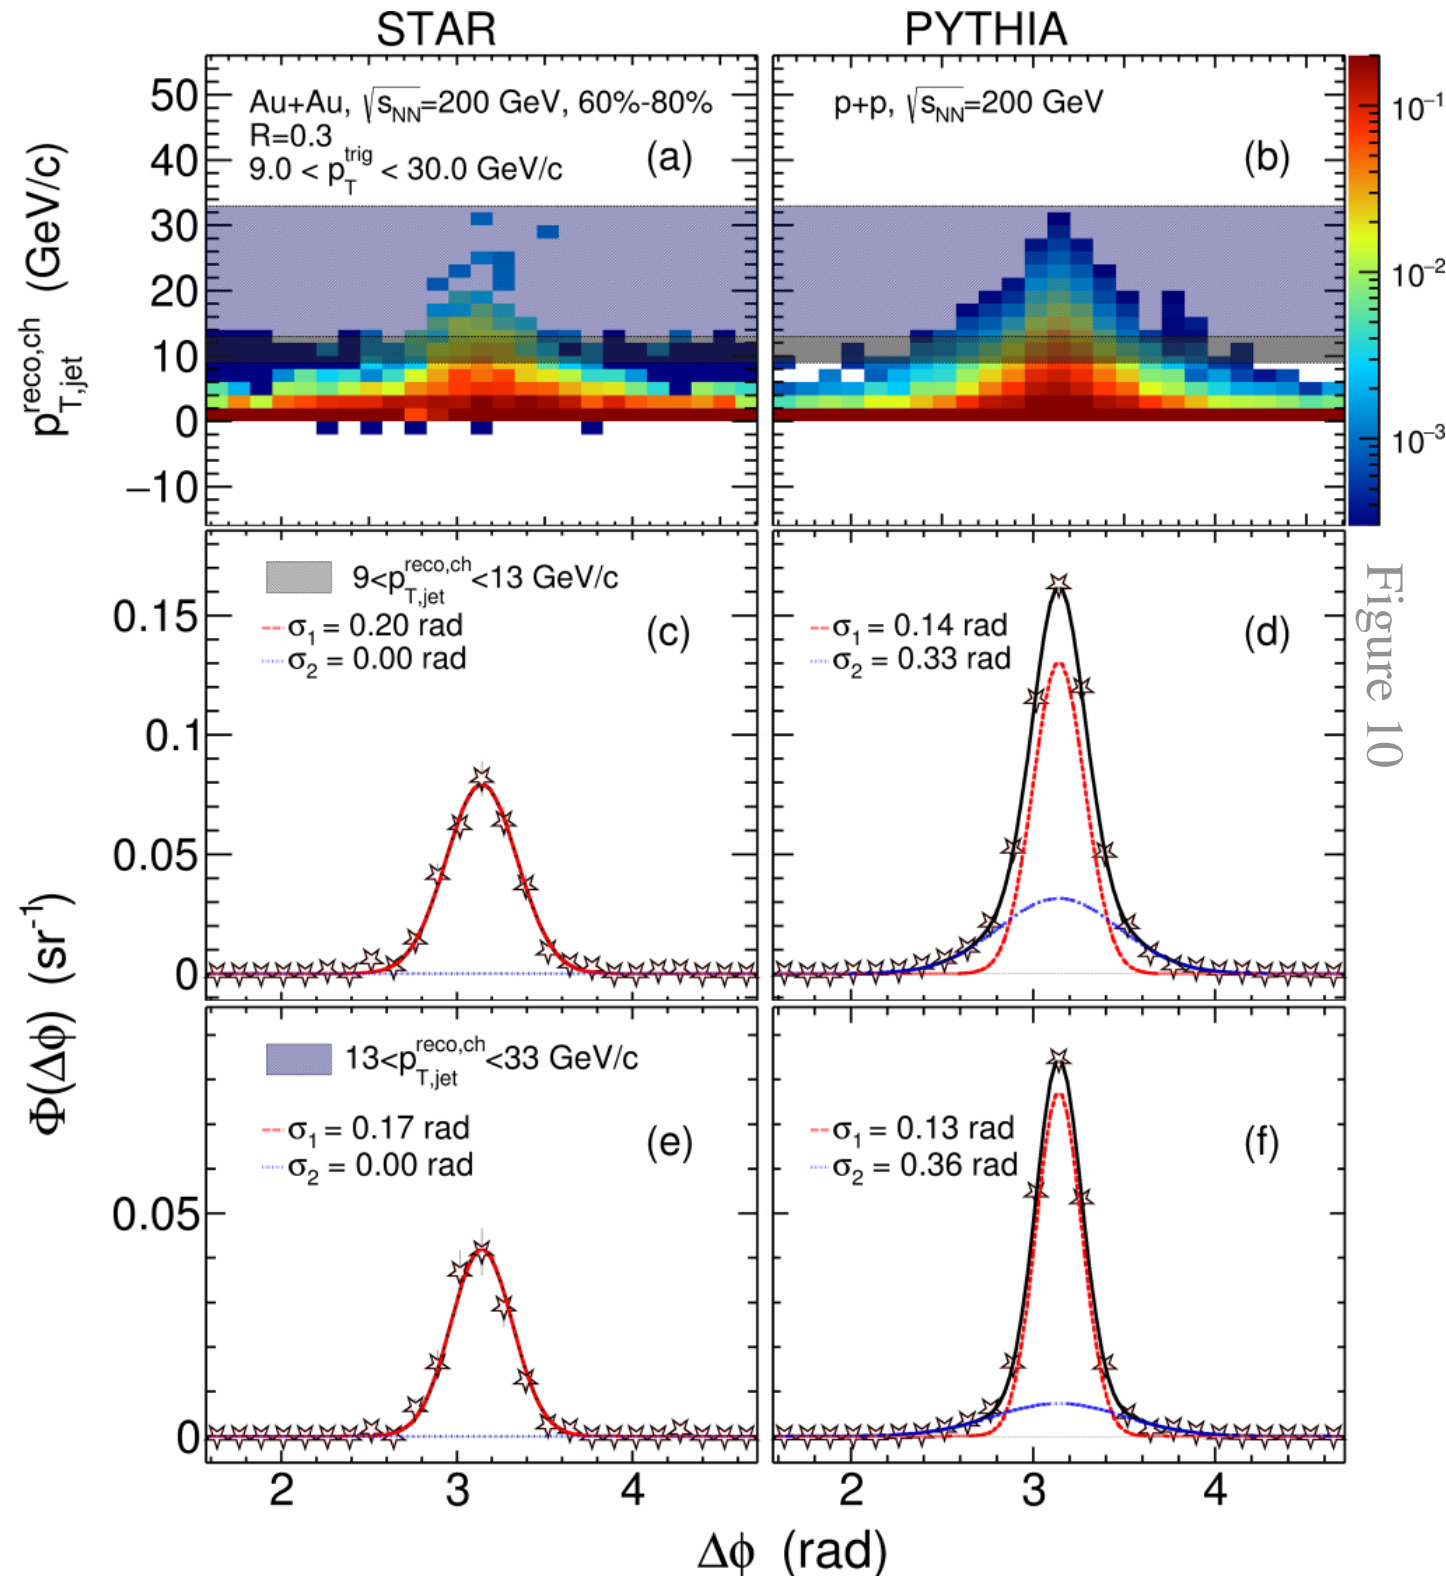 STAR
PYTHIA
Au+Au, √sNN=200 GeV, 60%-80%
R=0.3
9.0 < pTtrig < 30.0 GeV/c
(a)
p+p, √sNN=200 GeV
(b)
50
40
30
20
10
0
−10
pT,jetreco,ch (GeV/c)
10−1
10−2
10−3
9<pT,jetreco,ch<13 GeV/c
σ1 = 0.20 rad
σ2 = 0.00 rad
(c)
σ1 = 0.14 rad
σ2 = 0.33 rad
(d)
0.15
0.1
0.05
0
Figure 10
13<pT,jetreco,ch<33 GeV/c
σ1 = 0.17 rad
σ2 = 0.00 rad
(e)
σ1 = 0.13 rad
σ2 = 0.36 rad
(f)
0.05
0
Φ(Δϕ) (sr-1)
2 3 4
2 3 4
Δϕ (rad)